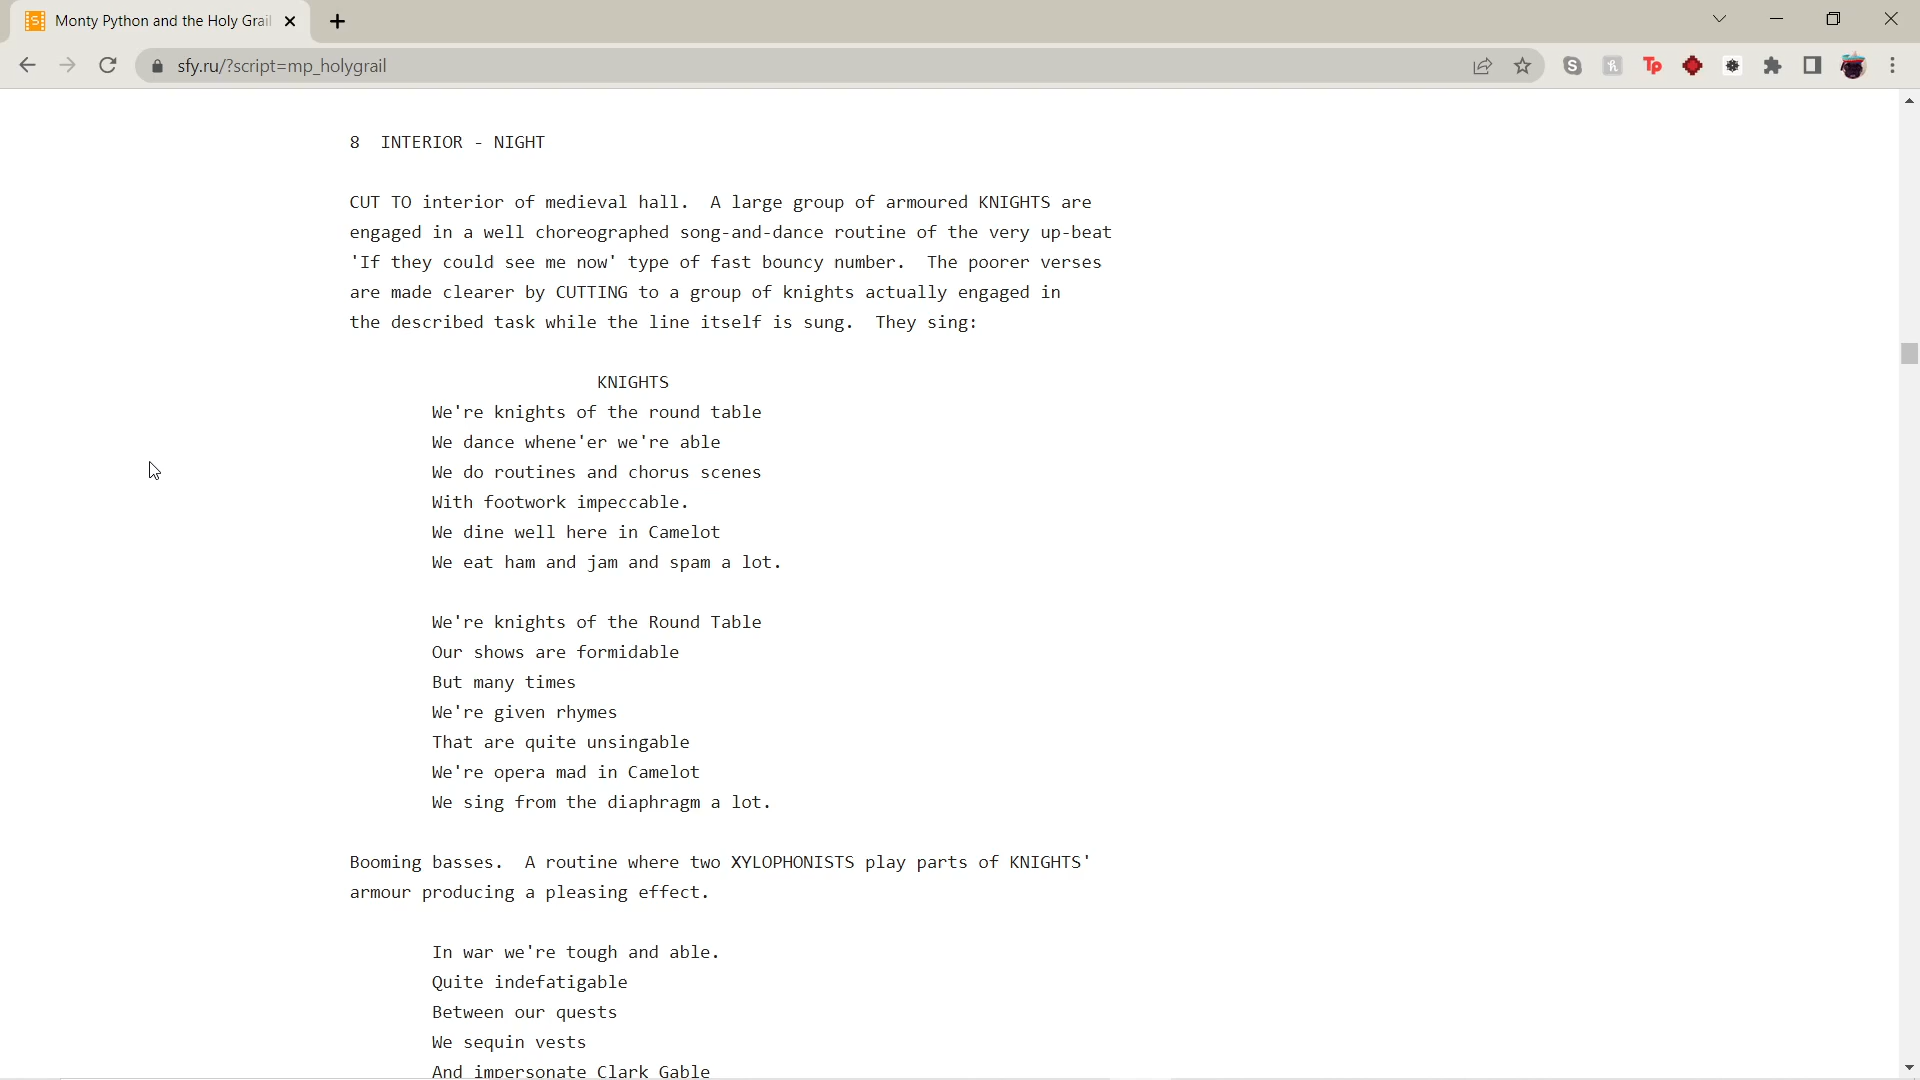 Monty Python and the Holy Grail
sfy.ru/?script=mp_holygrail
8 INTERIOR - NIGHT
CUT TO interior of medieval hall. A large group of armoured KNIGHTS are
engaged in a well choreographed song-and-dance routine of the very up-beat
'If they could see me now' type of fast bouncy number. The poorer verses
are made clearer by CUTTING to a group of knights actually engaged in
the described task while the line itself is sung. They sing:
KNIGHTS
We're knights of the round table
We dance whene'er we're able
We do routines and chorus scenes
With footwork impeccable.
We dine well here in Camelot
We eat ham and jam and spam a lot.
We're knights of the Round Table
Our shows are formidable
But many times
We're given rhymes
That are quite unsingable
We're opera mad in Camelot
We sing from the diaphragm a lot.
Booming basses. A routine where two XYLOPHONISTS play parts of KNIGHTS'
armour producing a pleasing effect.
In war we're tough and able.
Quite indefatigable
Between our quests
We sequin vests
And impersonate Clark Gable